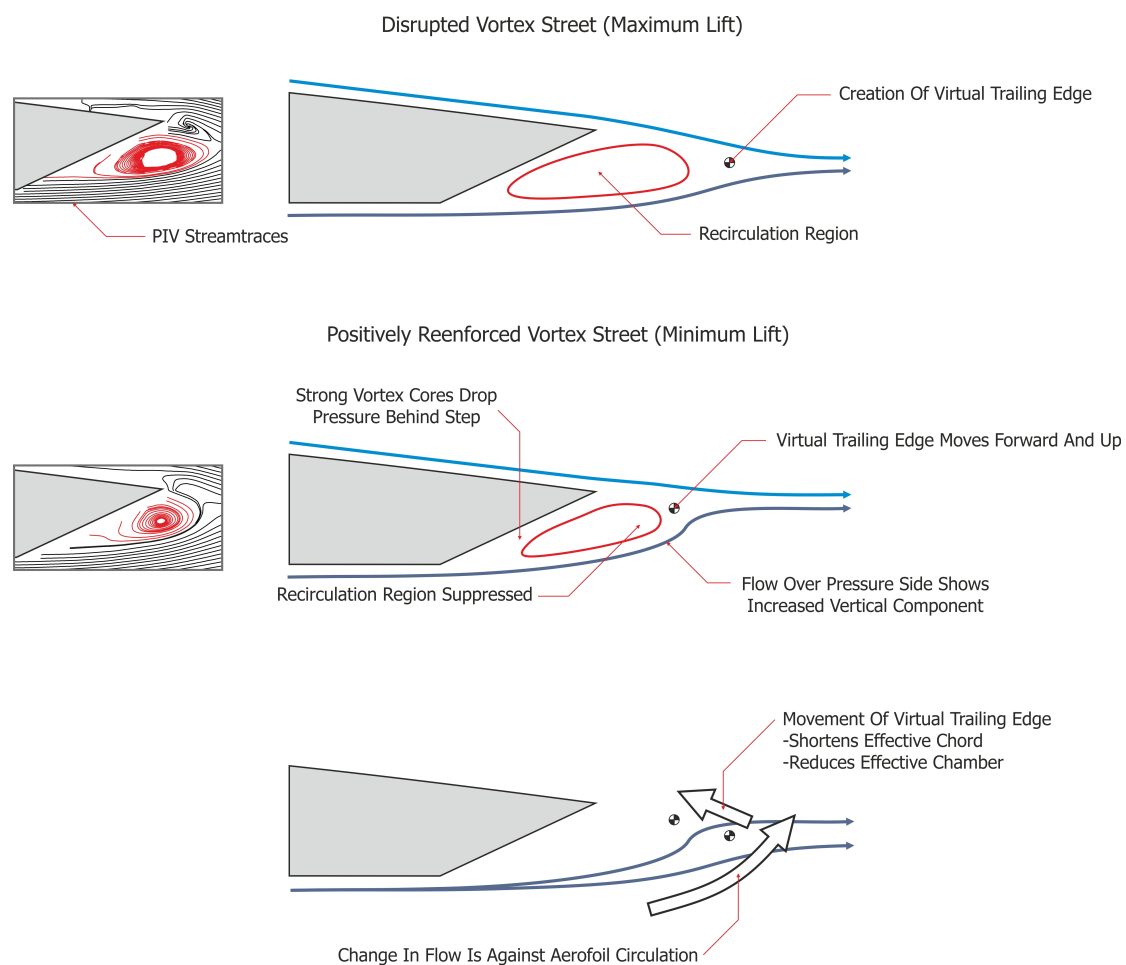 Disrupted Vortex Street (Maximum Lift)
Creation Of Virtual Trailing Edge
PIV Streamtraces
Recirculation Region
Positively Reenforced Vortex Street (Minimum Lift)
Strong Vortex Cores Drop
Pressure Behind Step
Virtual Trailing Edge Moves Forward And Up
Recirculation Region Suppressed
Flow Over Pressure Side Shows
Increased Vertical Component
Movement Of Virtual Trailing Edge
-Shortens Effective Chord
-Reduces Effective Chamber
Change In Flow Is Against Aerofoil Circulation